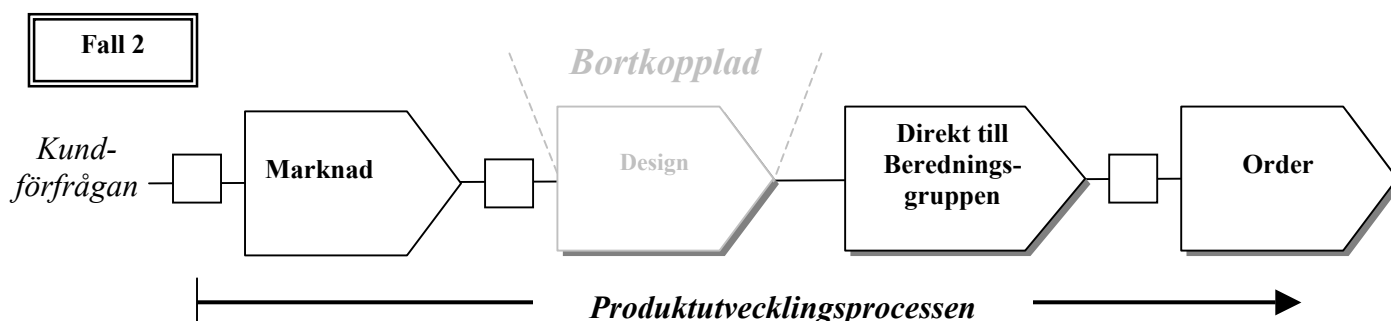 Fall 2
Bortkopplad
Kund-
förfrågan
Marknad
Design
Direkt till
Berednings-
gruppen
Order
Produktutvecklingsprocessen